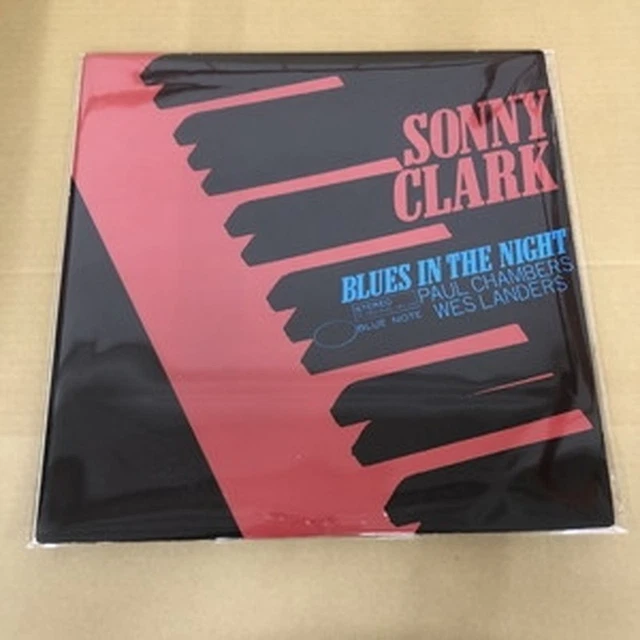 SONNY
CLARK
BLUES IN THE NIGHT
STEREO
PAUL CHAMBERS
BLUE NOTE
WES LANDERS